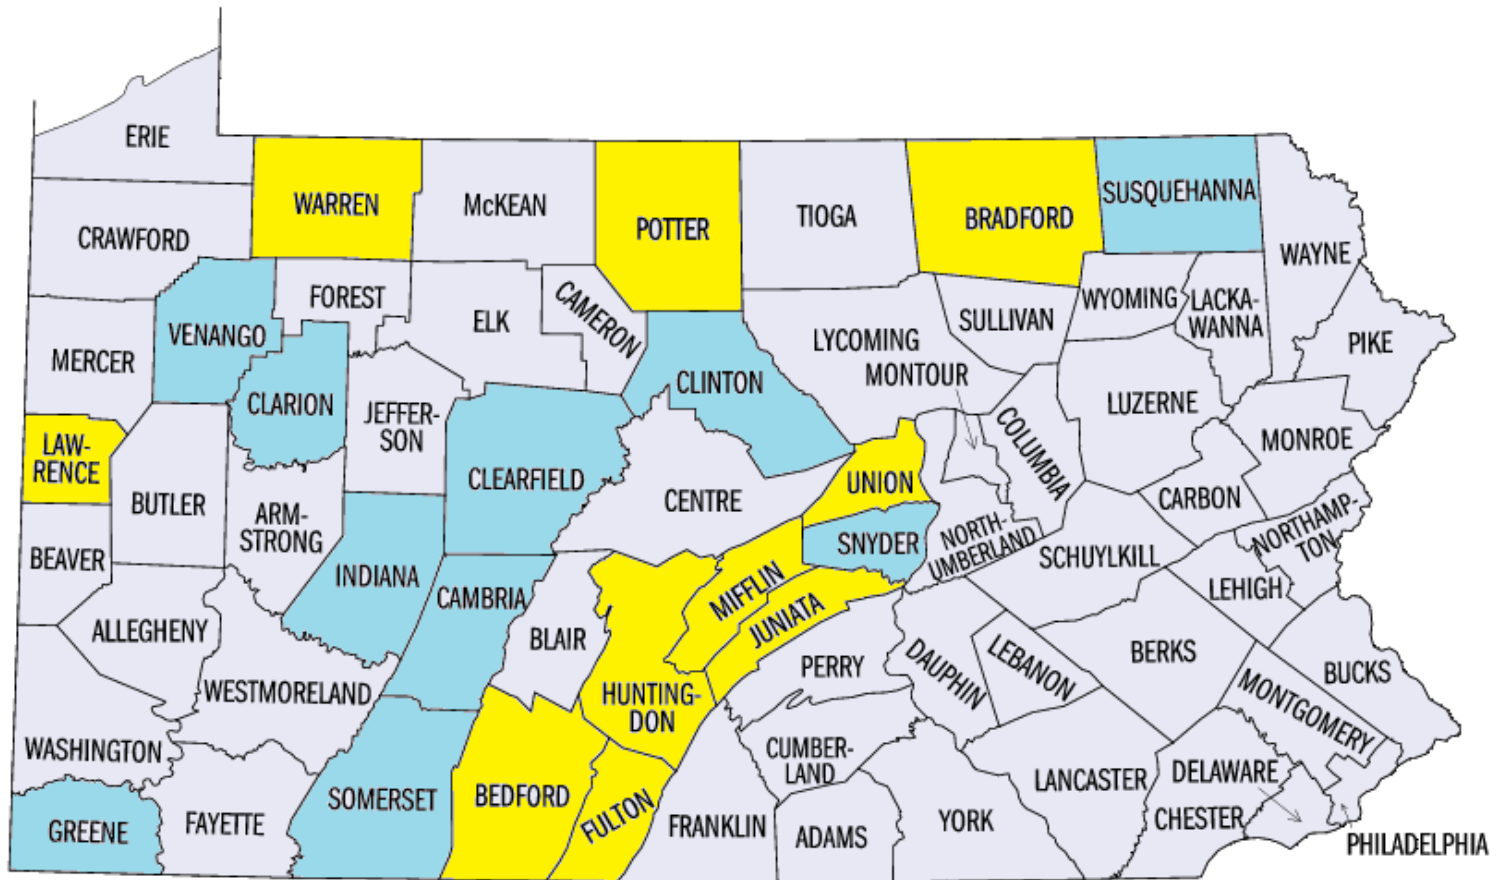 ERIE
WARREN
McKEAN
POTTER
TIOGA
BRADFORD
SUSQUEHANNA
CRAWFORD
WAYNE
FOREST
VENANGO
ELK
CAMERON
LYCOMING
SULLIVAN
WYOMING
LACKA-
WANNA
PIKE
MERCER
CLARION
JEFFER-
SON
CLINTON
MONTOUR
COLUMBIA
LUZERNE
MONROE
LAW-
RENCE
BUTLER
ARM-
STRONG
CLEARFIELD
CENTRE
UNION
CARBON
BEAVER
INDIANA
CAMBRIA
SNYDER
NORTH-
UMBERLAND
SCHUYLKILL
NORTHAMP-
TON
LEHIGH
ALLEGHENY
BLAIR
MIFFLIN
JUNIATA
PERRY
DAUPHIN
LEBANON
BERKS
BUCKS
MONTGOMERY
WESTMORELAND
HUNTING-
DON
WASHINGTON
CUMBER-
LAND
LANCASTER
DELAWARE
GREENE
FAYETTE
SOMERSET
BEDFORD
FULTON
FRANKLIN
ADAMS
YORK
CHESTER
PHILADELPHIA